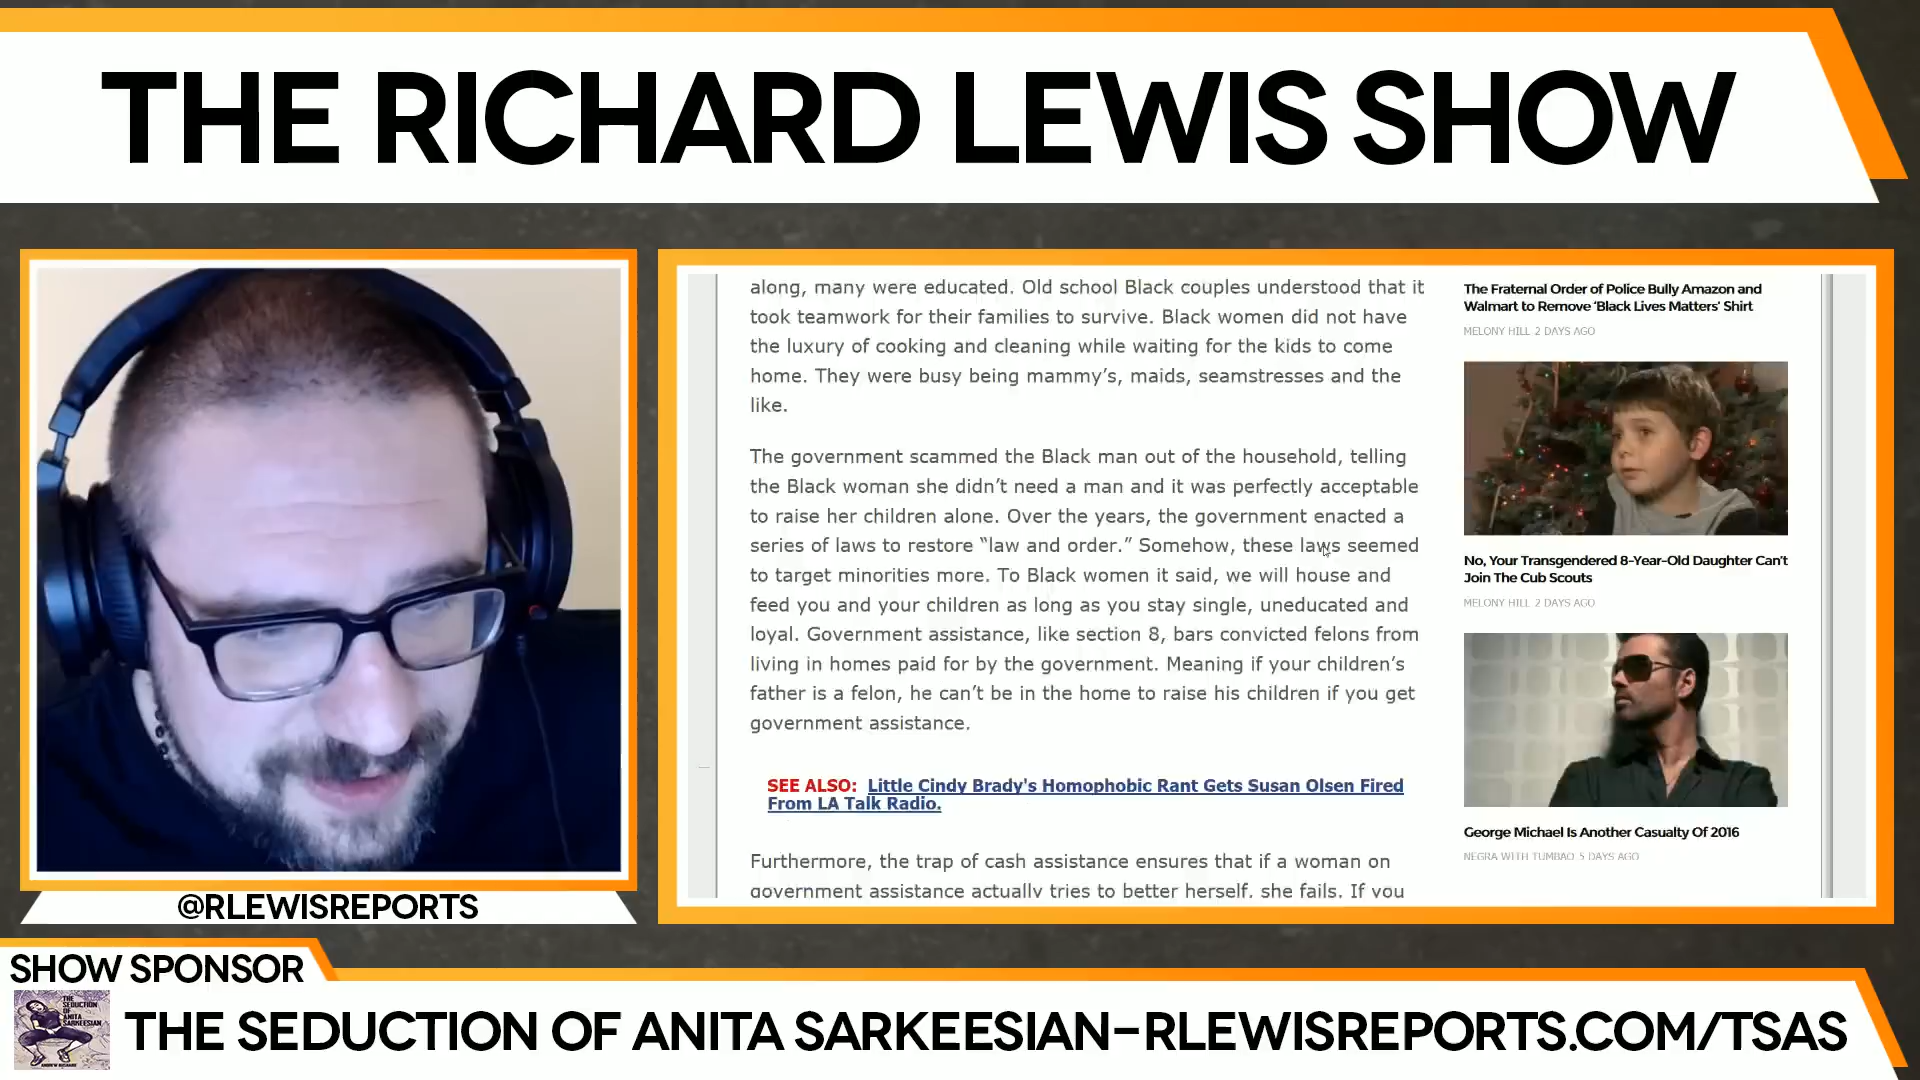 THE RICHARD LEWIS SHOW
along, many were educated. Old school Black couples understood that it
took teamwork for their families to survive. Black women did not have
the luxury of cooking and cleaning while waiting for the kids to come
home. They were busy being mammy’s, maids, seamstresses and the
like.
The government scammed the Black man out of the household, telling
the Black woman she didn’t need a man and it was perfectly acceptable
to raise her children alone. Over the years, the government enacted a
series of laws to restore “law and order.” Somehow, these laws seemed
to target minorities more. To Black women it said, we will house and
feed you and your children as long as you stay single, uneducated and
loyal. Government assistance, like section 8, bars convicted felons from
living in homes paid for by the government. Meaning if your children’s
father is a felon, he can’t be in the home to raise his children if you get
government assistance.
SEE ALSO: Little Cindy Brady's Homophobic Rant Gets Susan Olsen Fired
From LA Talk Radio.
Furthermore, the trap of cash assistance ensures that if a woman on
government assistance actually tries to better herself, she fails. If you
The Fraternal Order of Police Bully Amazon and
Walmart to Remove ‘Black Lives Matters’ Shirt
MELONY HILL 2 DAYS AGO
No, Your Transgendered 8-Year-Old Daughter Can’t
Join The Cub Scouts
MELONY HILL 2 DAYS AGO
George Michael Is Another Casualty Of 2016
NEGRA WITH TUMBAO 5 DAYS AGO
@RLEWISREPORTS
SHOW SPONSOR
THE
SEDUCTION
OF
ANITA
SARKEESIAN
THE SEDUCTION OF ANITA SARKEESIAN–RLEWISREPORTS.COM/TSAS